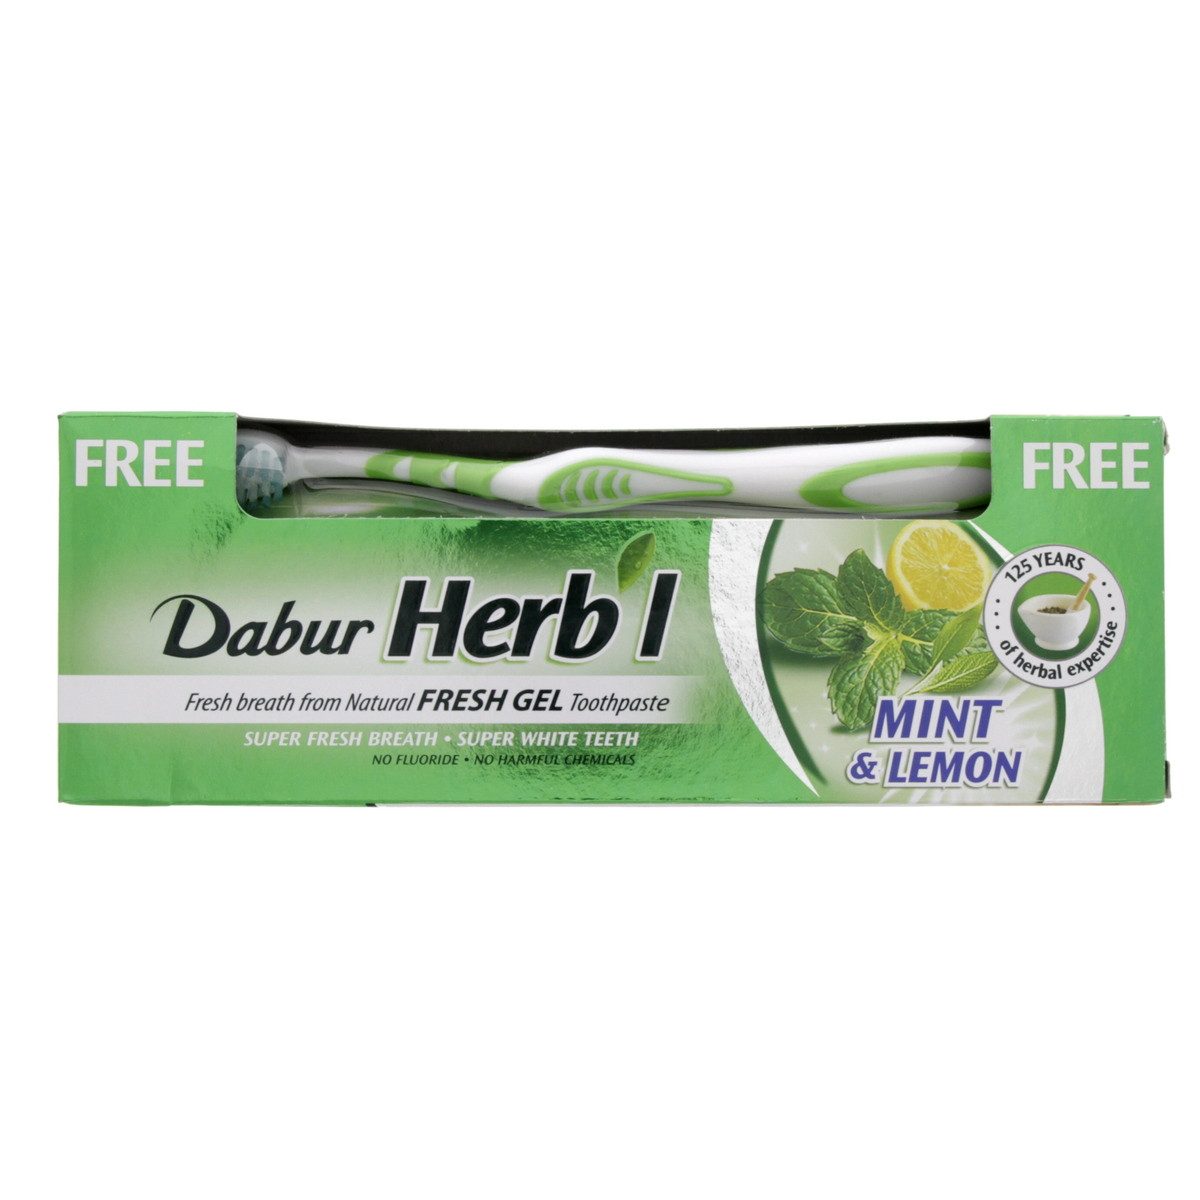 FREE
FREE
Dabur Herb'l
Fresh breath from Natural FRESH GEL Toothpaste
SUPER FRESH BREATH • SUPER WHITE TEETH
NO FLUORIDE • NO HARMFUL CHEMICALS
125 YEARS
of herbal expertise
MINT
& LEMON